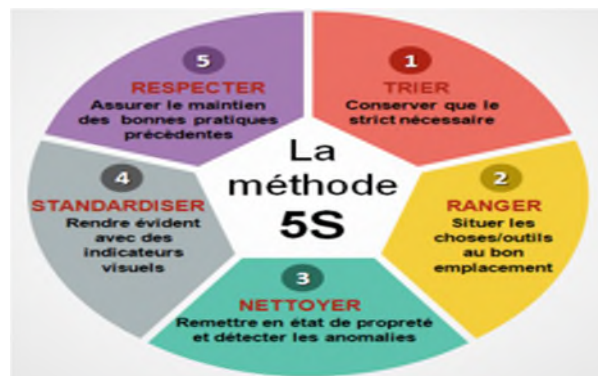 La
méthode
5S
1
TRIER
Conserver que le
strict nécessaire
2
RANGER
Situer les
choses/outils
au bon
emplacement
3
NETTOYER
Remettre en état de propreté
et détecter les anomalies
4
STANDARDISER
Rendre évident
avec des
indicateurs
visuels
5
RESPECTER
Assurer le maintien
des bonnes pratiques
précèdentes